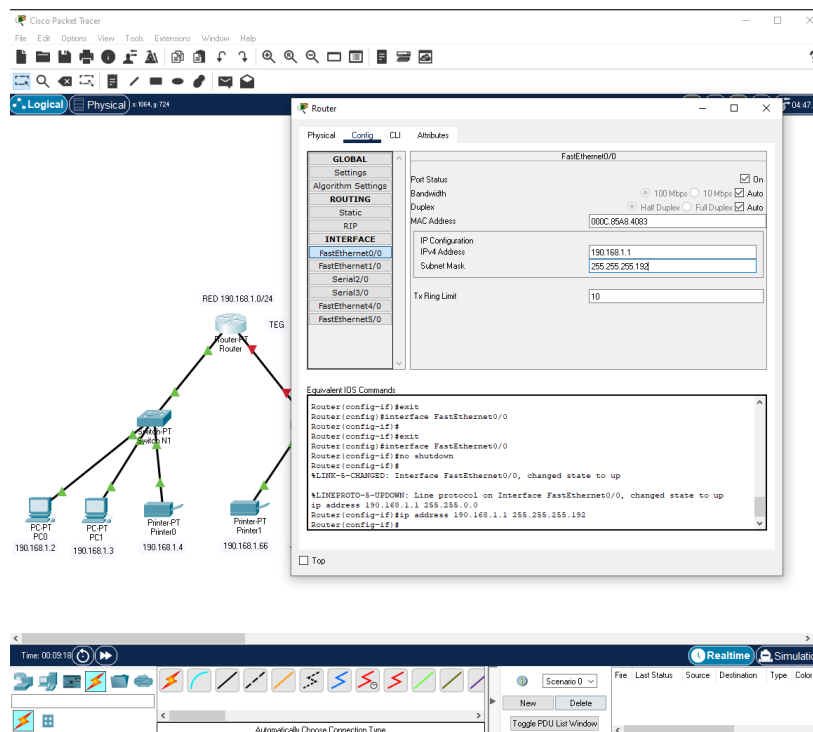 Cisco Packet Tracer
File Edit Options View Tools Extensions Window Help
Logical Physical x: 1064, y: 724
04:47:
Router
Physical Config CLI Attributes
GLOBAL
Settings
Algorithm Settings
ROUTING
Static
RIP
INTERFACE
FastEthernet0/0
FastEthernet1/0
Serial2/0
Serial3/0
FastEthernet4/0
FastEthernet5/0
FastEthernet0/0
Port Status On
Bandwidth 100 Mbps 10 Mbps Auto
Duplex Half Duplex Full Duplex Auto
MAC Address 000C.85A8.4083
IP Configuration
IPv4 Address 190.168.1.1
Subnet Mask 255.255.255.192
Tx Ring Limit 10
Equivalent IOS Commands
Router(config-if)#exit
Router(config)#interface FastEthernet0/0
Router(config-if)#
Router(config-if)#exit
Router(config)#interface FastEthernet0/0
Router(config-if)#no shutdown
Router(config-if)#
%LINK-5-CHANGED: Interface FastEthernet0/0, changed state to up
%LINEPROTO-5-UPDOWN: Line protocol on Interface FastEthernet0/0, changed state to up
ip address 190.168.1.1 255.255.0.0
Router(config-if)#ip address 190.168.1.1 255.255.255.192
Router(config-if)#
Top
RED 190.168.1.0/24
TEG
Router-PT
Router
Switch-PT
Switch N1
PC-PT
PC0
190.168.1.2
PC-PT
PC1
190.168.1.3
Printer-PT
Printer0
190.168.1.4
Printer-PT
Printer1
190.168.1.66
Time: 00:09:18
Realtime Simulatio
Scenario 0
New Delete
Toggle PDU List Window
Fire Last Status Source Destination Type Color
Automatically Choose Connection Type